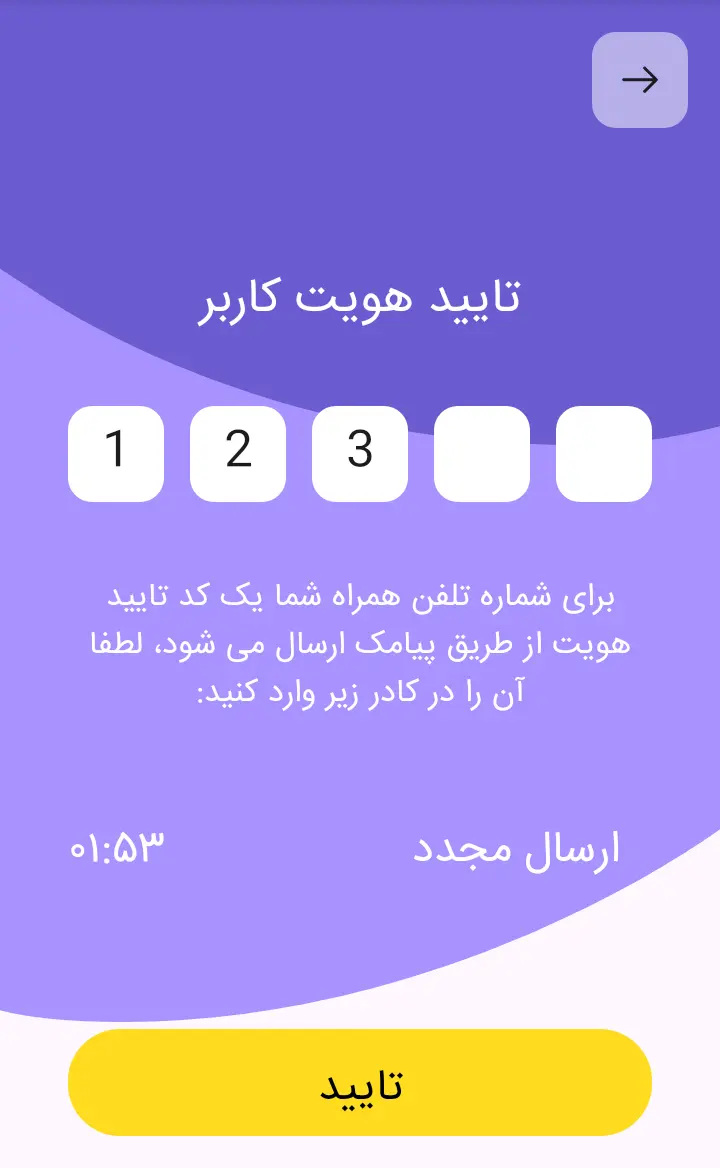 تایید هویت کاربر
1 2 3
برای شماره تلفن همراه شما یک کد تایید
هویت از طریق پیامک ارسال می شود، لطفا
آن را در کادر زیر وارد کنید:
ارسال مجدد
۰۱:۵۳
تایید